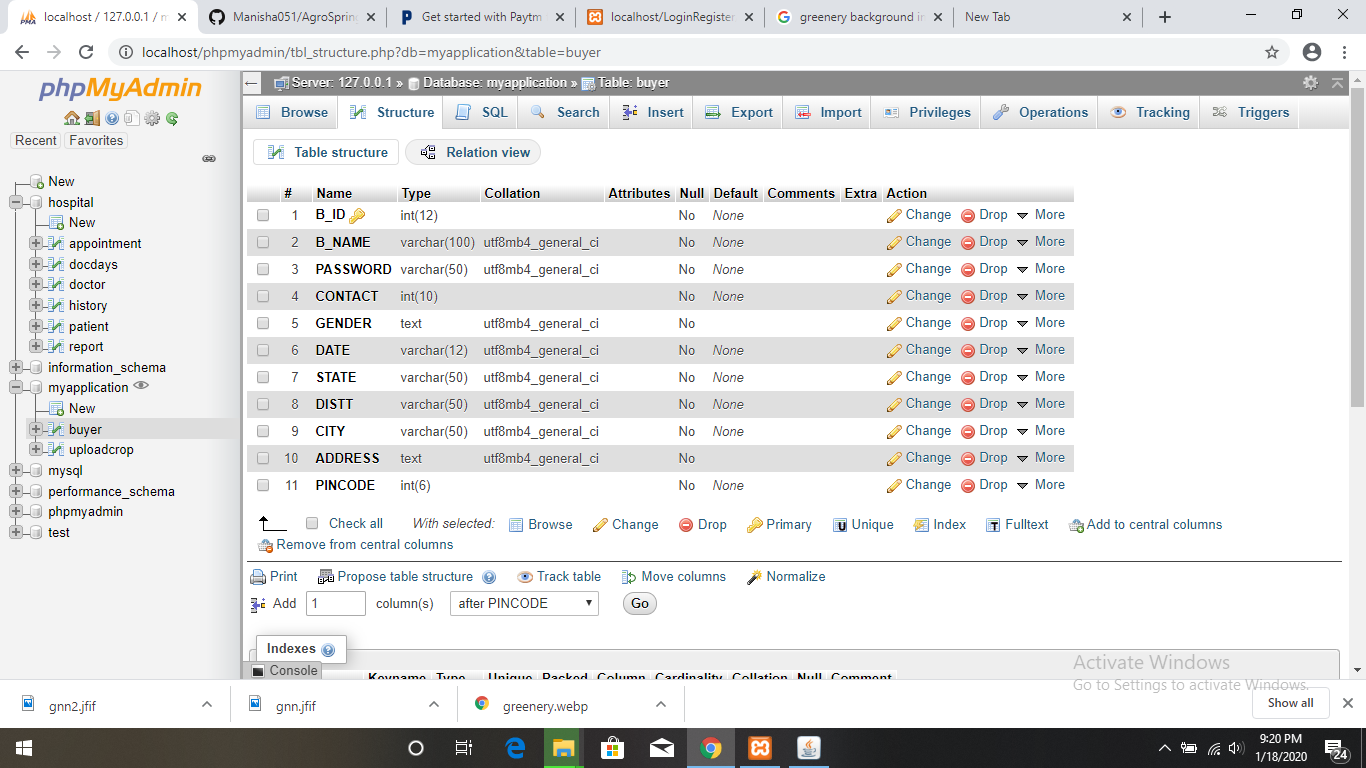 localhost / 127.0.0.1 / m
Manisha051/AgroSpring
Get started with Paytm
localhost/LoginRegister
greenery background in
New Tab
localhost/phpmyadmin/tbl_structure.php?db=myapplication&table=buyer
phpMyAdmin
Recent Favorites
New
hospital
New
appointment
docdays
doctor
history
patient
report
information_schema
myapplication
New
buyer
uploadcrop
mysql
performance_schema
phpmyadmin
test
Server: 127.0.0.1 » Database: myapplication » Table: buyer
Browse Structure SQL Search Insert Export Import Privileges Operations Tracking Triggers
Table structure Relation view
# Name Type Collation Attributes Null Default Comments Extra Action
1 B_ID int(12) No None Change Drop More
2 B_NAME varchar(100) utf8mb4_general_ci No None Change Drop More
3 PASSWORD varchar(50) utf8mb4_general_ci No None Change Drop More
4 CONTACT int(10) No None Change Drop More
5 GENDER text utf8mb4_general_ci No Change Drop More
6 DATE varchar(12) utf8mb4_general_ci No None Change Drop More
7 STATE varchar(50) utf8mb4_general_ci No None Change Drop More
8 DISTT varchar(50) utf8mb4_general_ci No None Change Drop More
9 CITY varchar(50) utf8mb4_general_ci No None Change Drop More
10 ADDRESS text utf8mb4_general_ci No Change Drop More
11 PINCODE int(6) No None Change Drop More
Check all With selected: Browse Change Drop Primary Unique Index Fulltext Add to central columns
Remove from central columns
Print Propose table structure Track table Move columns Normalize
Add 1 column(s) after PINCODE Go
Indexes
Console
Keyname Type Unique Packed Column Cardinality Collation Null Comment
Activate Windows
Go to Settings to activate Windows.
gnn2.jfif
gnn.jfif
greenery.webp
Show all
9:20 PM
1/18/2020
24